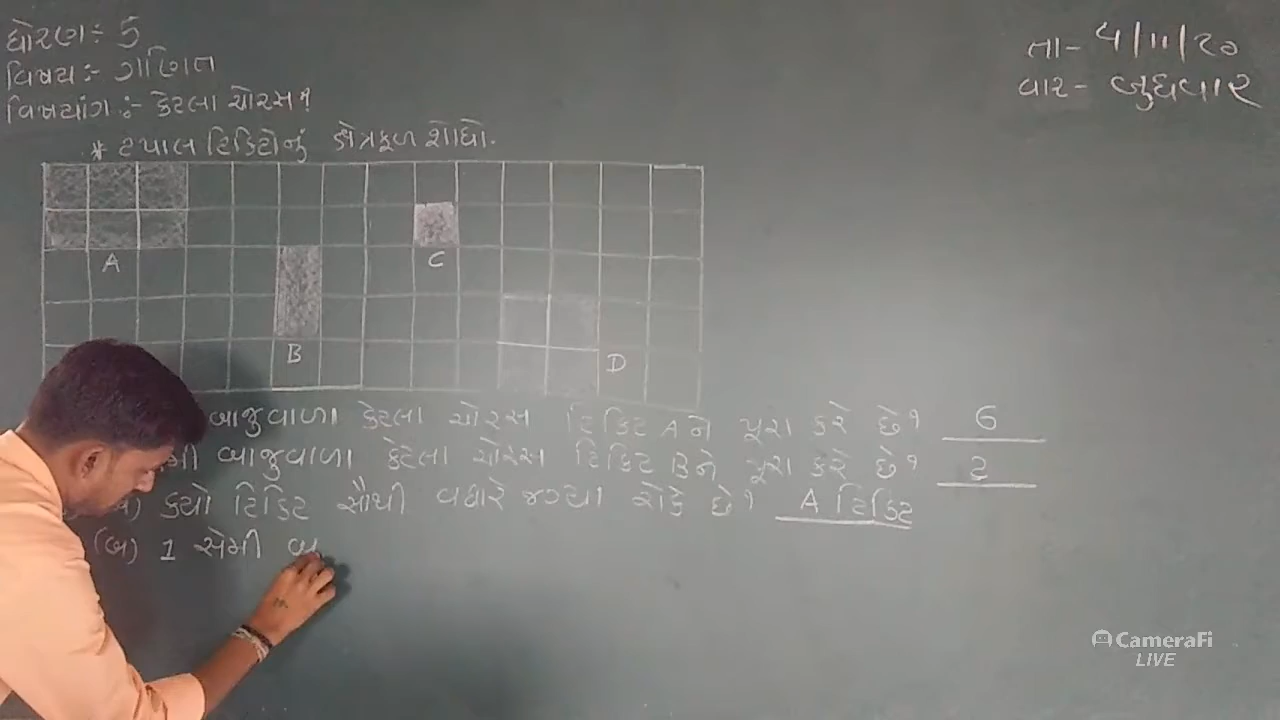 ધોરણ ઃ- 5
વિષય ઃ- ગણિત
વિષયાંગ ઃ- કેટલા ચોરસ ?
* ટપાલ ટિકિટોનું ક્ષેત્રફળ શોધો.
તા- 4/11/20
વાર- બુધવાર
A
B
C
D
બાજુવાળા કેટલા ચોરસ ટિકિટ A ને પૂરા કરે છે ? 6
મી બાજુવાળા કેટલા ચોરસ ટિકિટ B ને પૂરા કરે છે ? 2
કયો ટિકિટ સૌથી વધારે જગ્યા રોકે છે ? A ટિકિટ
(બ) 1 સેમી બ
CameraFi
LIVE